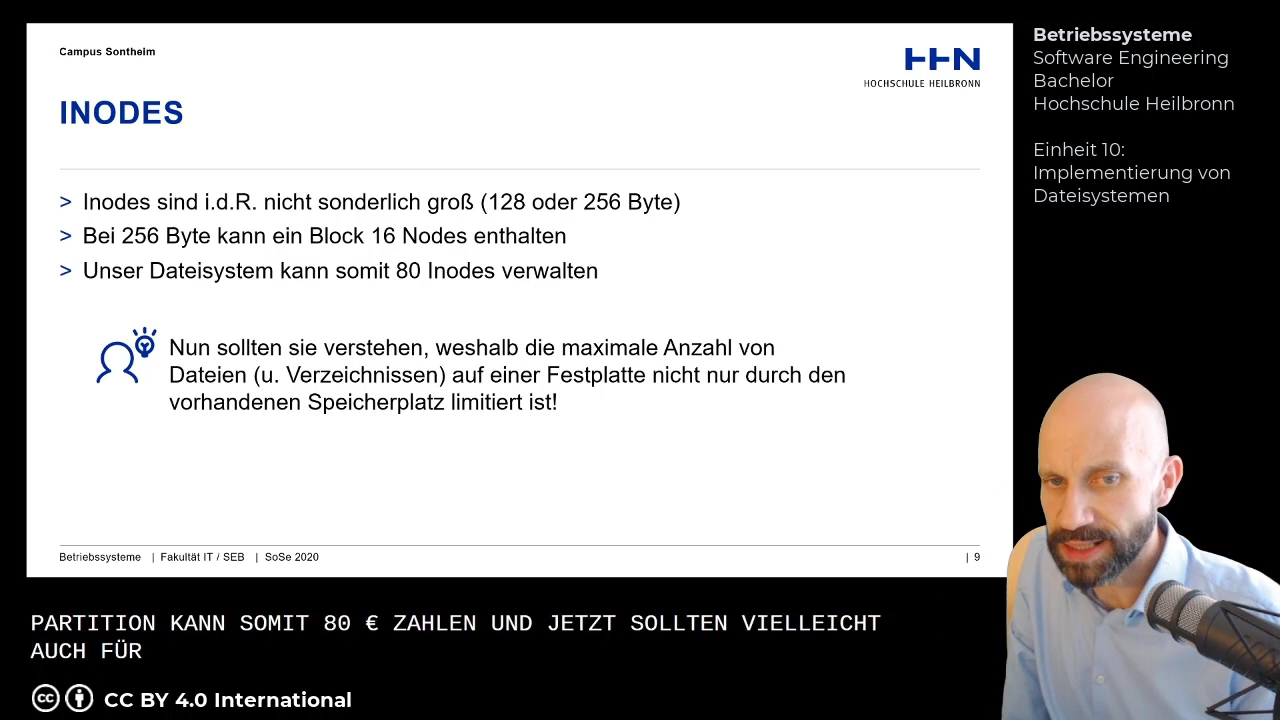 Campus Sontheim
HHN
HOCHSCHULE HEILBRONN
INODES
> Inodes sind i.d.R. nicht sonderlich groß (128 oder 256 Byte)
> Bei 256 Byte kann ein Block 16 Nodes enthalten
> Unser Dateisystem kann somit 80 Inodes verwalten
Nun sollten sie verstehen, weshalb die maximale Anzahl von
Dateien (u. Verzeichnissen) auf einer Festplatte nicht nur durch den
vorhandenen Speicherplatz limitiert ist!
Betriebssysteme | Fakultät IT / SEB | SoSe 2020 | 9
Betriebssysteme
Software Engineering
Bachelor
Hochschule Heilbronn
Einheit 10:
Implementierung von
Dateisystemen
PARTITION KANN SOMIT 80 € ZAHLEN UND JETZT SOLLTEN VIELLEICHT
AUCH FÜR
cc CC BY 4.0 International